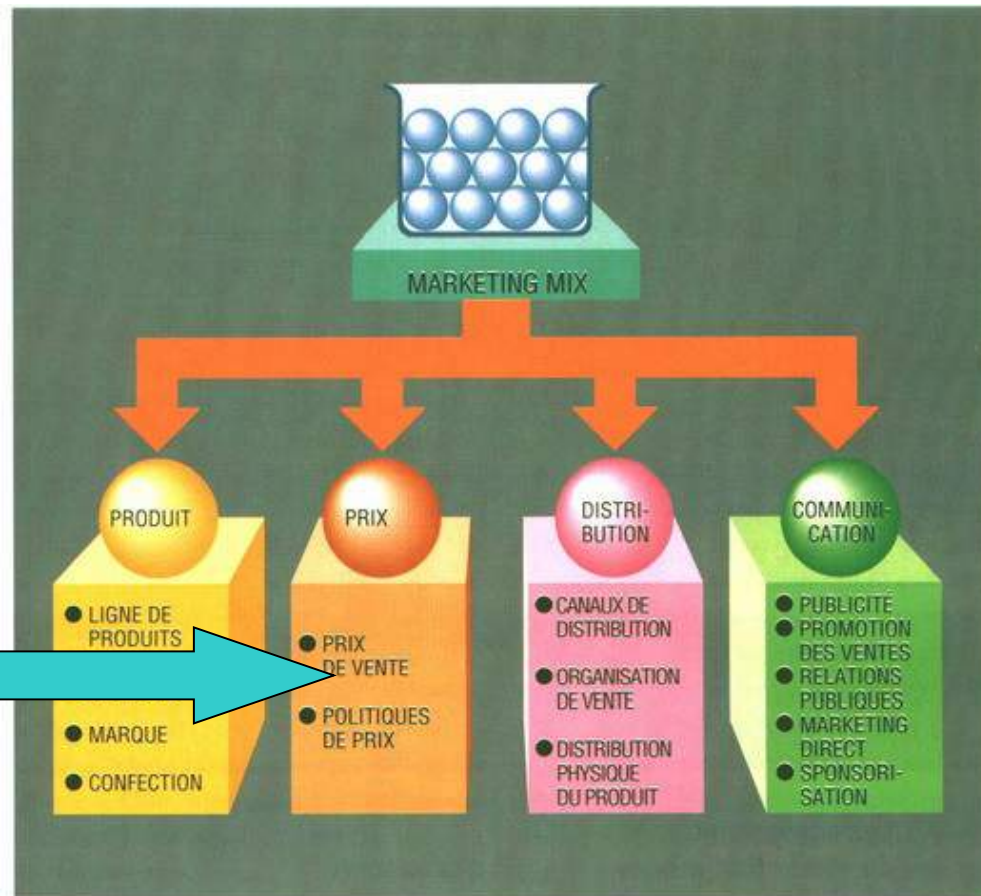 MARKETING MIX
PRODUIT
● LIGNE DE
PRODUITS
● MARQUE
● CONFECTION
PRIX
● PRIX
DE VENTE
● POLITIQUES
DE PRIX
DISTRI-
BUTION
● CANAUX DE
DISTRIBUTION
● ORGANISATION
DE VENTE
● DISTRIBUTION
PHYSIQUE
DU PRODUIT
COMMUNI-
CATION
● PUBLICITÉ
● PROMOTION
DES VENTES
● RELATIONS
PUBLIQUES
● MARKETING
DIRECT
● SPONSORI-
SATION